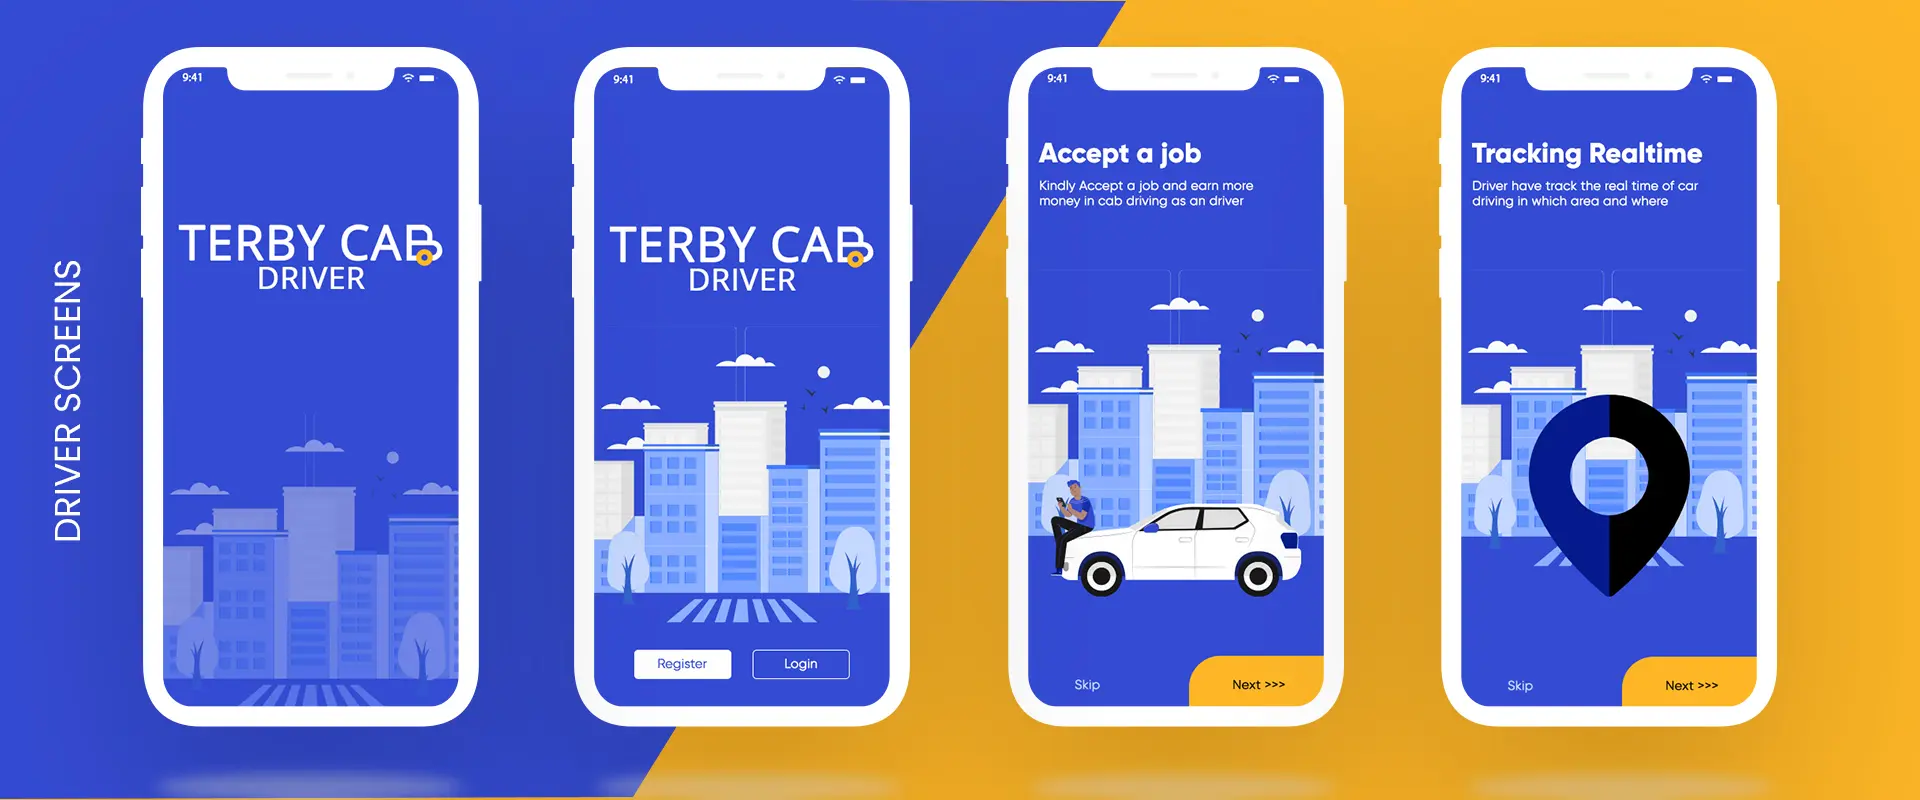 DRIVER SCREENS
9:41
TERBY CAB
DRIVER
9:41
TERBY CAB
DRIVER
Register
Login
9:41
Accept a job
Kindly Accept a job and earn more
money in cab driving as an driver
Skip
Next >>>
9:41
Tracking Realtime
Driver have track the real time of car
driving in which area and where
Skip
Next >>>